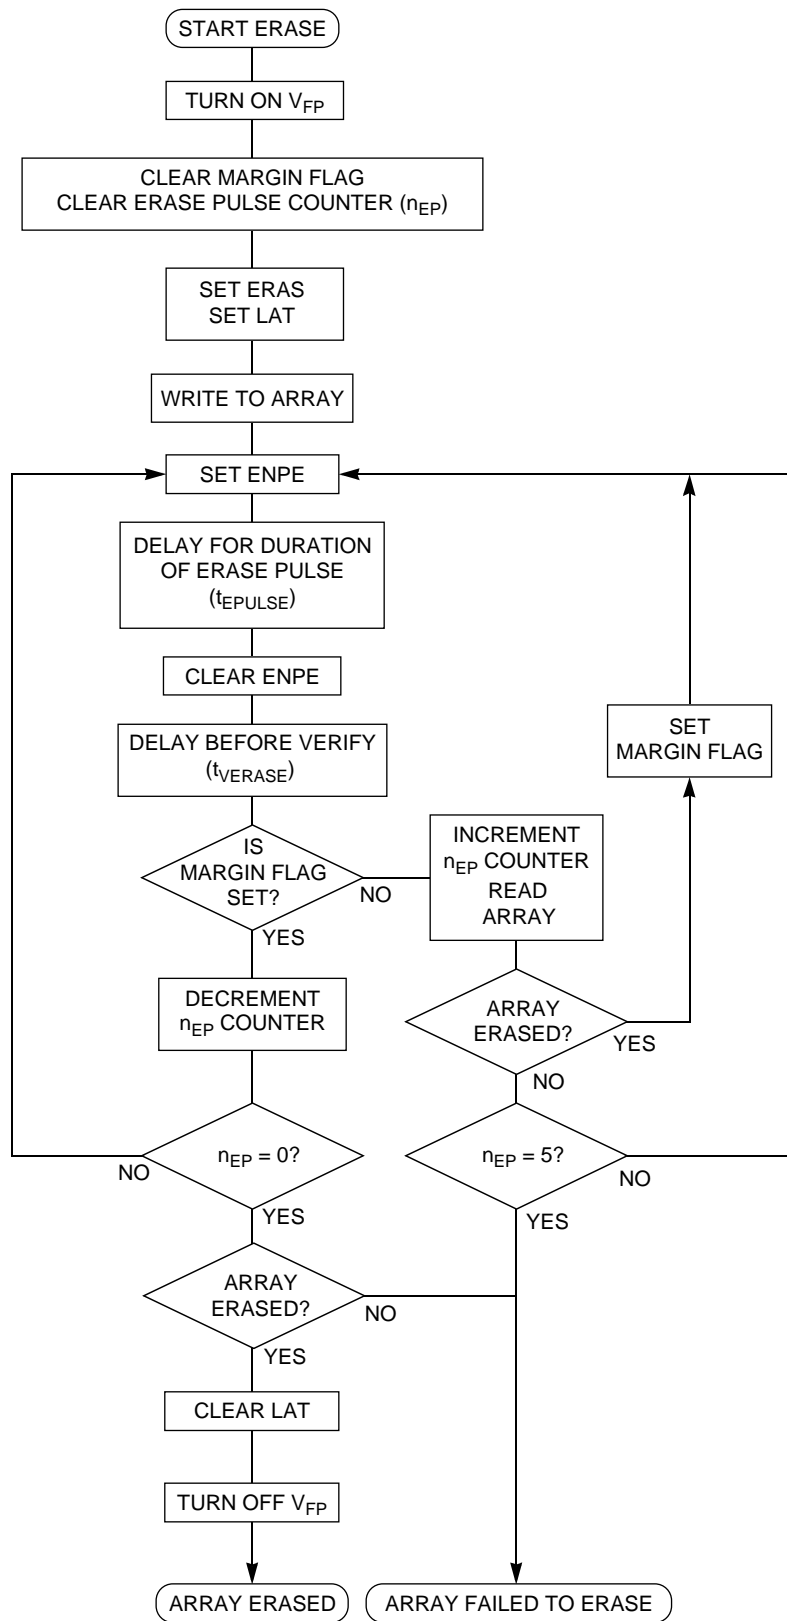 START ERASE
TURN ON VFP
CLEAR MARGIN FLAG
CLEAR ERASE PULSE COUNTER (nEP)
SET ERAS
SET LAT
WRITE TO ARRAY
SET ENPE
DELAY FOR DURATION
OF ERASE PULSE
(tEPULSE)
CLEAR ENPE
DELAY BEFORE VERIFY
(tVERASE)
SET
MARGIN FLAG
IS
MARGIN FLAG
SET?
NO
YES
INCREMENT
nEP COUNTER
READ
ARRAY
DECREMENT
nEP COUNTER
ARRAY
ERASED?
YES
NO
nEP = 0?
NO
YES
nEP = 5?
NO
YES
ARRAY
ERASED?
NO
YES
CLEAR LAT
TURN OFF VFP
ARRAY ERASED
ARRAY FAILED TO ERASE